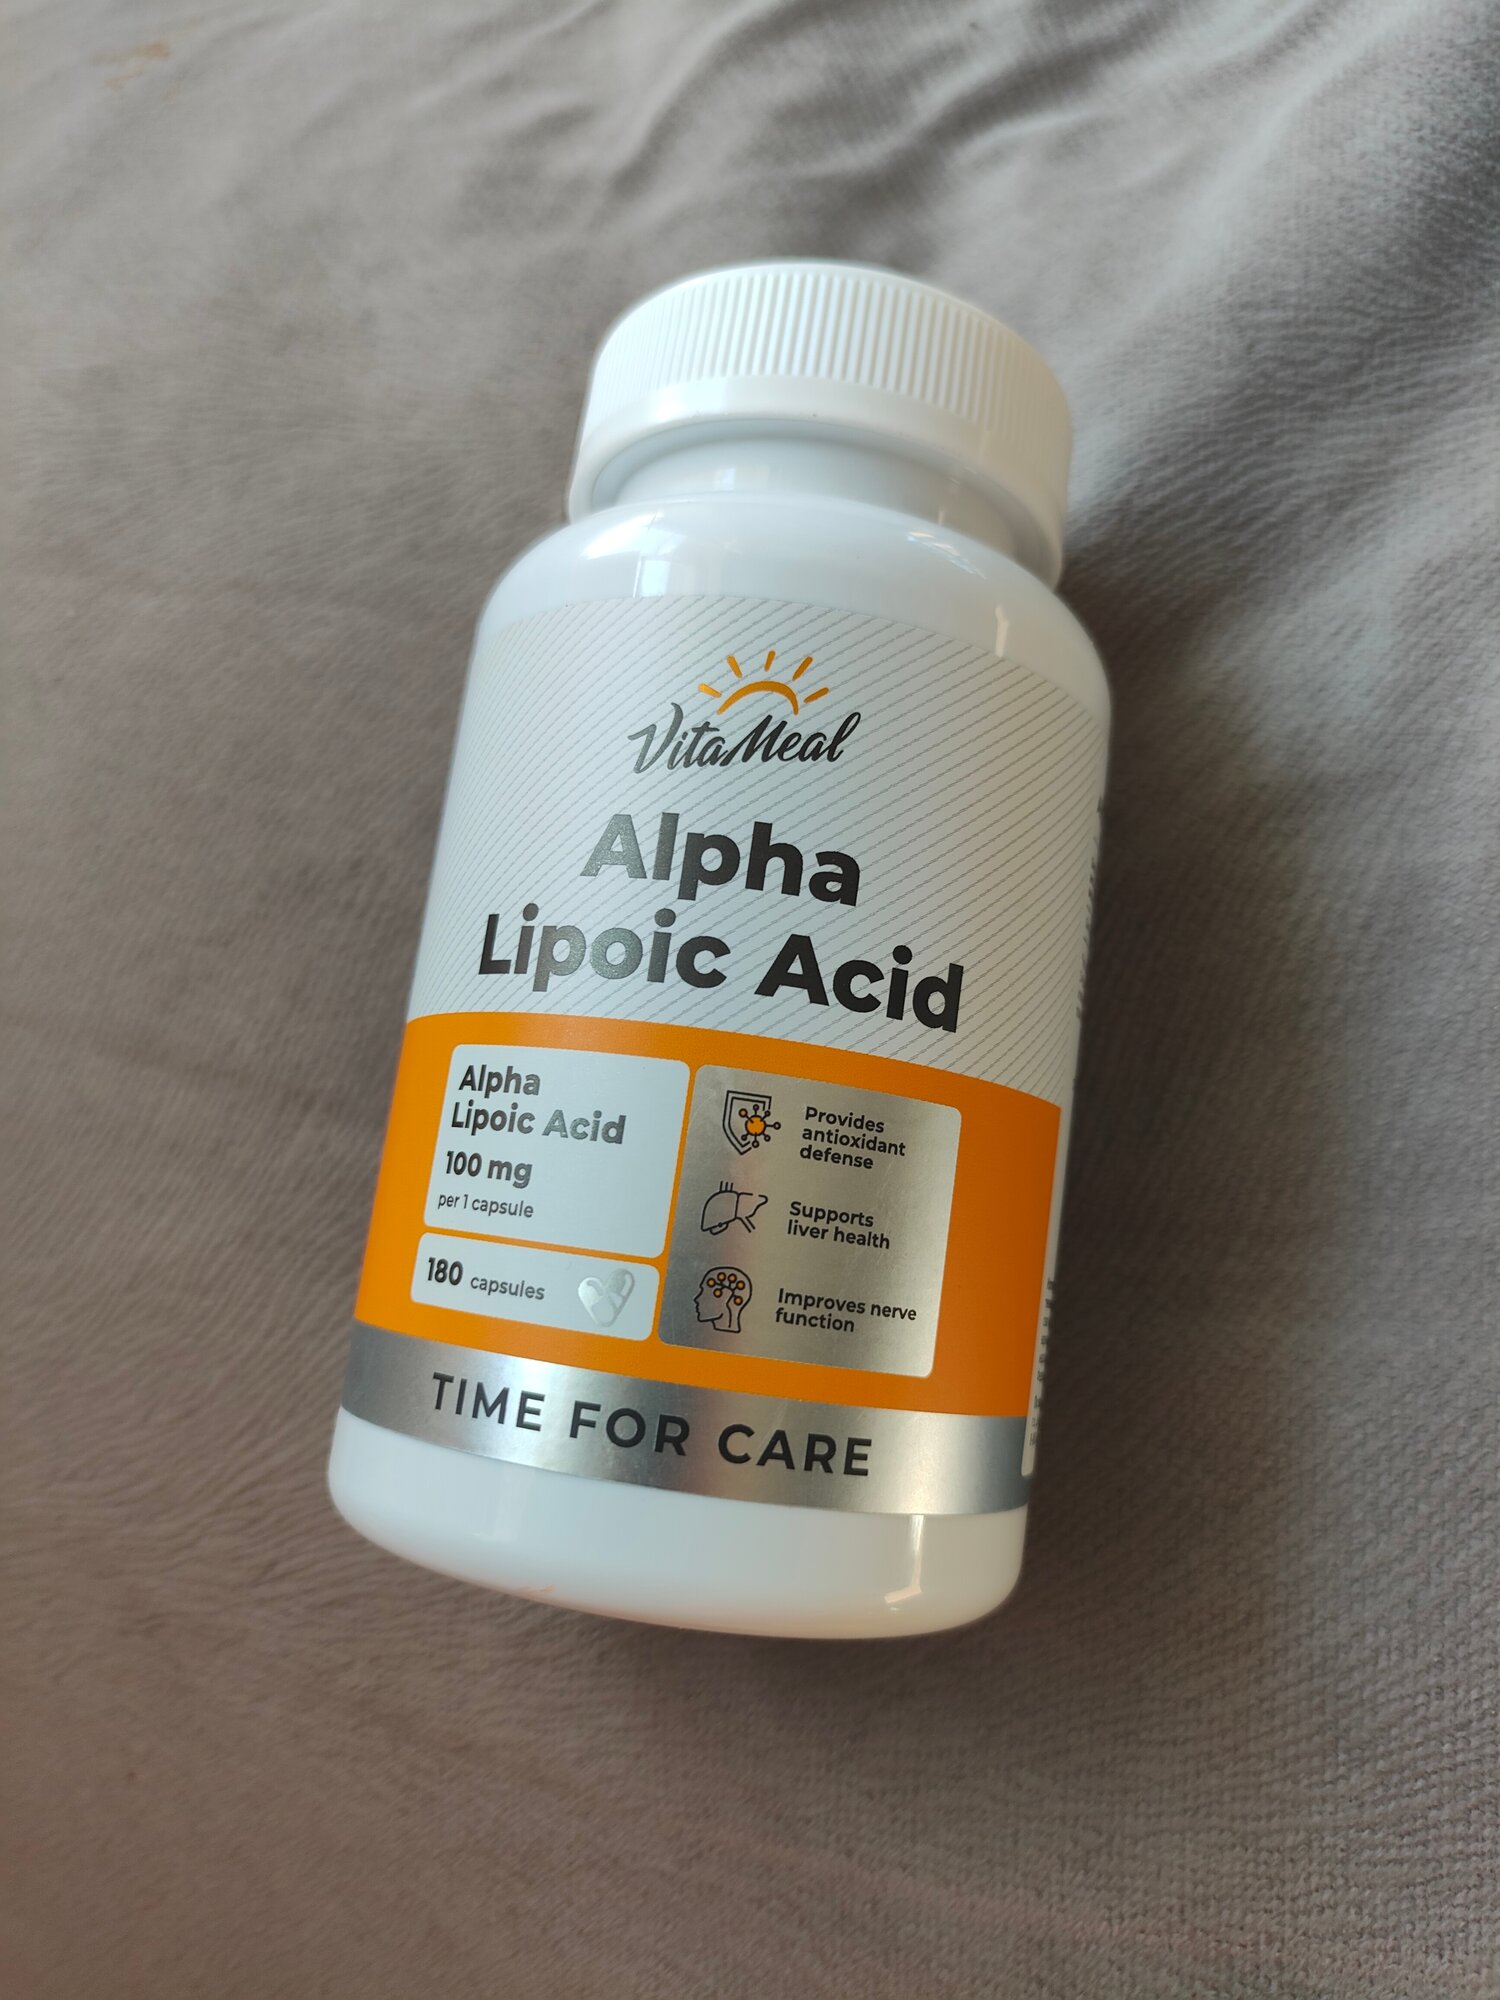 VitaMeal
Alpha
Lipoic Acid
Alpha
Lipoic Acid
100 mg
per 1 capsule
180 capsules
Provides
antioxidant
defense
Supports
liver health
Improves nerve
function
TIME FOR CARE